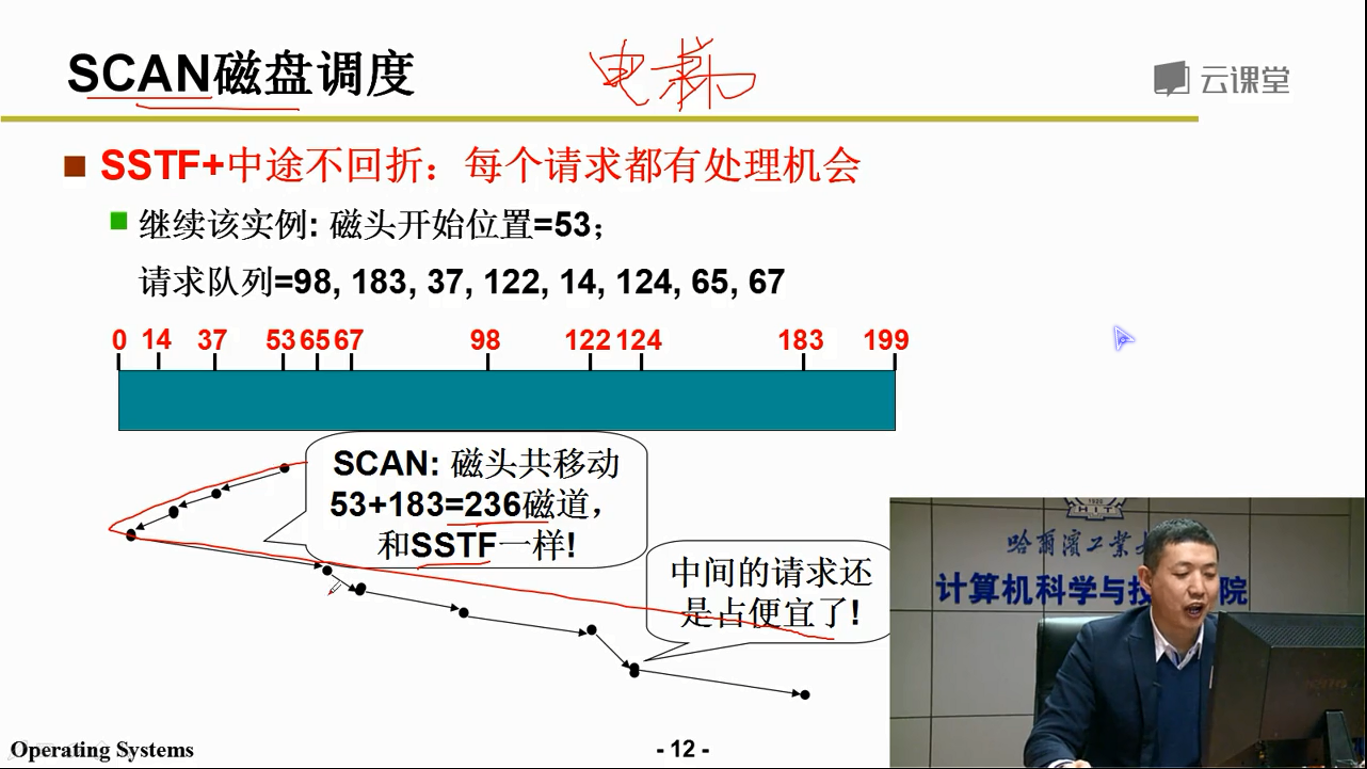 SCAN磁盘调度
电梯
云课堂
SSTF+中途不回折：每个请求都有处理机会
继续该实例: 磁头开始位置=53；
请求队列=98, 183, 37, 122, 14, 124, 65, 67
0 14 37 53 65 67 98 122 124 183 199
SCAN: 磁头共移动
53+183=236磁道，
和SSTF一样!
中间的请求还
是占便宜了!
1920
HIT
哈尔滨工业大
计算机科学与技 院
Operating Systems
- 12 -